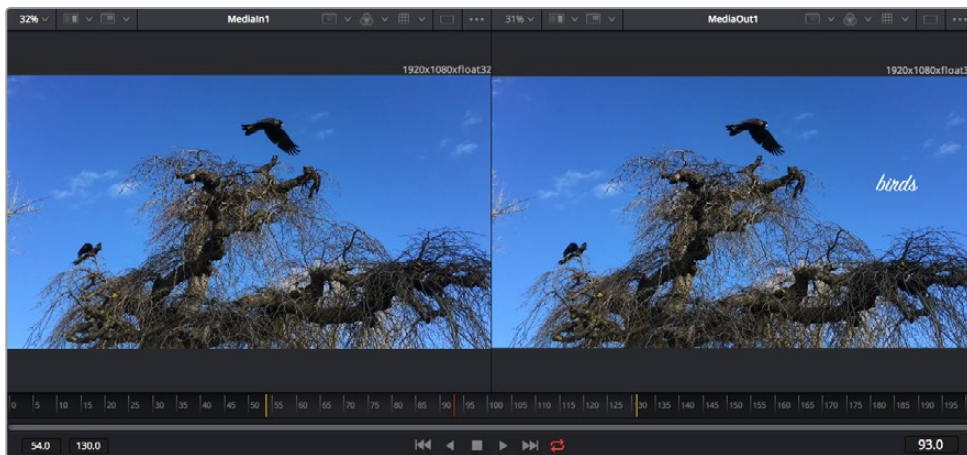 32% MediaIn1 31% MediaOut1
1920x1080xfloat32 1920x1080xfloat3
birds
0 5 10 15 20 25 30 35 40 45 50 55 60 65 70 75 80 85 90 95 100 105 110 115 120 125 30 135 140 145 150 155 160 165 170 175 180 185 190 195
54.0 130.0 93.0